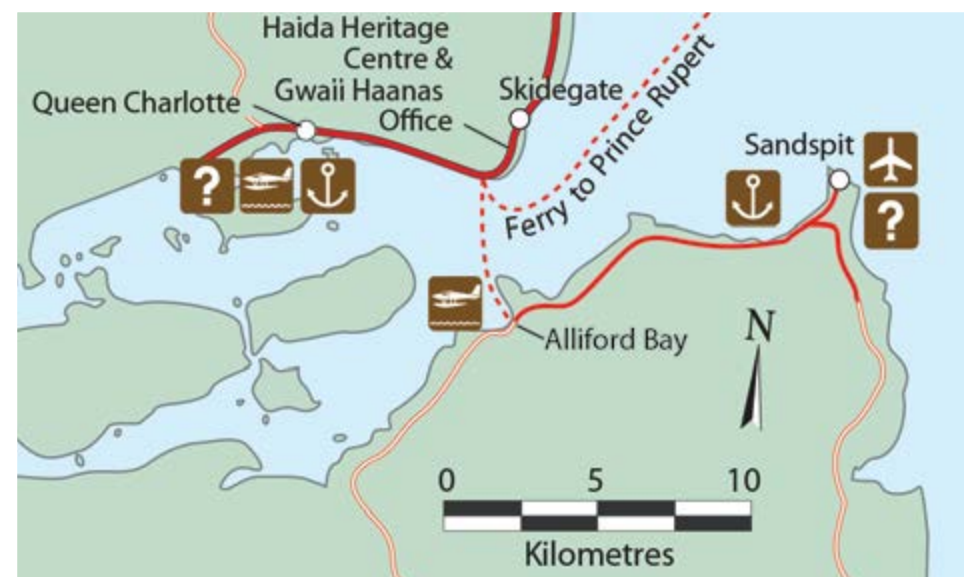 Haida Heritage
Centre &
Gwaii Haanas
Office
Queen Charlotte
Skidegate
Ferry to Prince Rupert
Sandspit
?
?
Alliford Bay
N
0 5 10
Kilometres